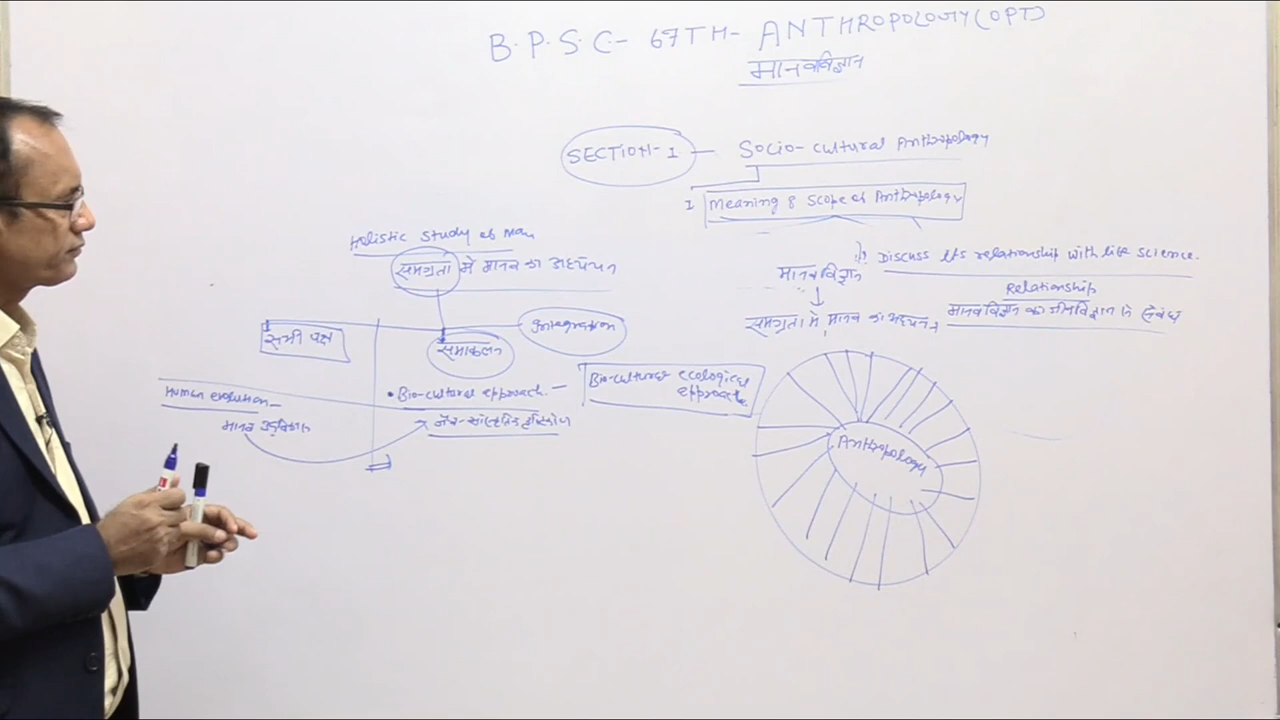 B.P.S.C- 67TH- ANTHROPOLOGY(OPT)
मानवविज्ञान
SECTION-1 — Socio-cultural Anthropology
1 Meaning & Scope of Anthropology
Holistic study of man
समग्रता में मानव का अध्ययन
सभी पक्ष
समाकलन
Integration
Human evolution-
मानव उद्विकास
• Bio-cultural approach. —
जैव-सांस्कृतिक दृष्टिकोण
Bio-cultural ecological
approach.
Discuss its relationship with life science.
मानवविज्ञान
Relationship
मानवविज्ञान का जीवविज्ञान से संबंध
समग्रता में मानव का अध्ययन
Anthropology